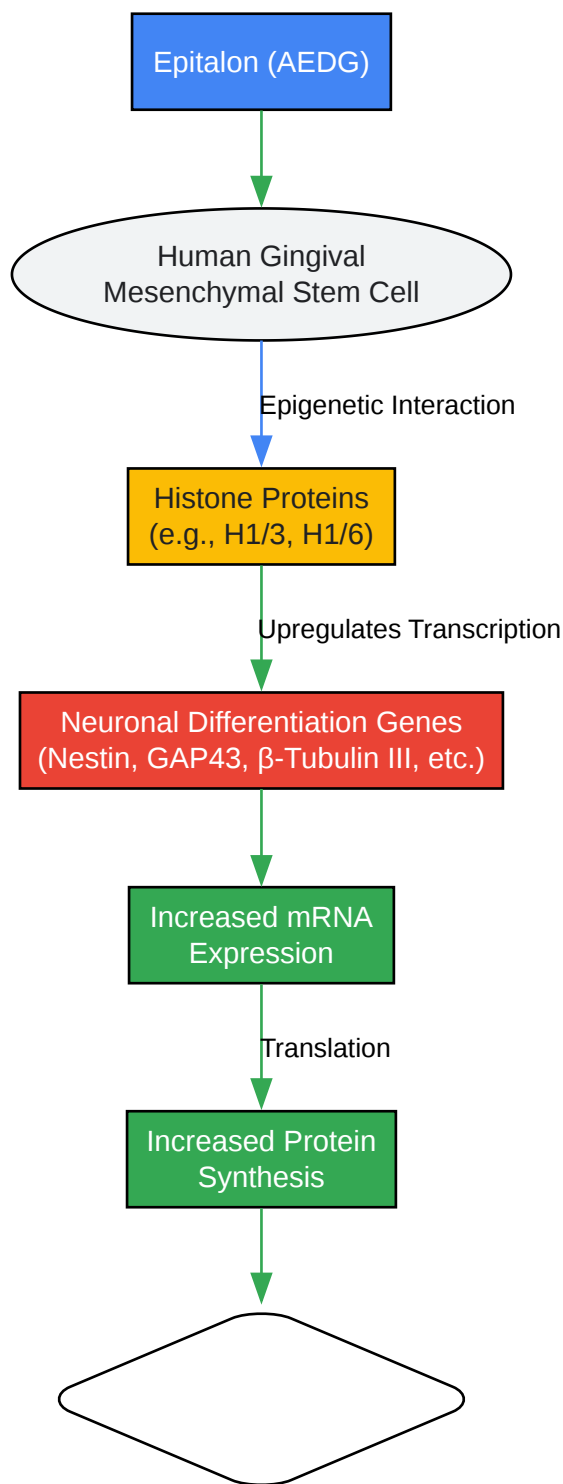 Epitalon (AEDG)
Human Gingival
Mesenchymal Stem Cell
Epigenetic Interaction
Histone Proteins
(e.g., H1/3, H1/6)
Upregulates Transcription
Neuronal Differentiation Genes
(Nestin, GAP43, β-Tubulin III, etc.)
Increased mRNA
Expression
Translation
Increased Protein
Synthesis